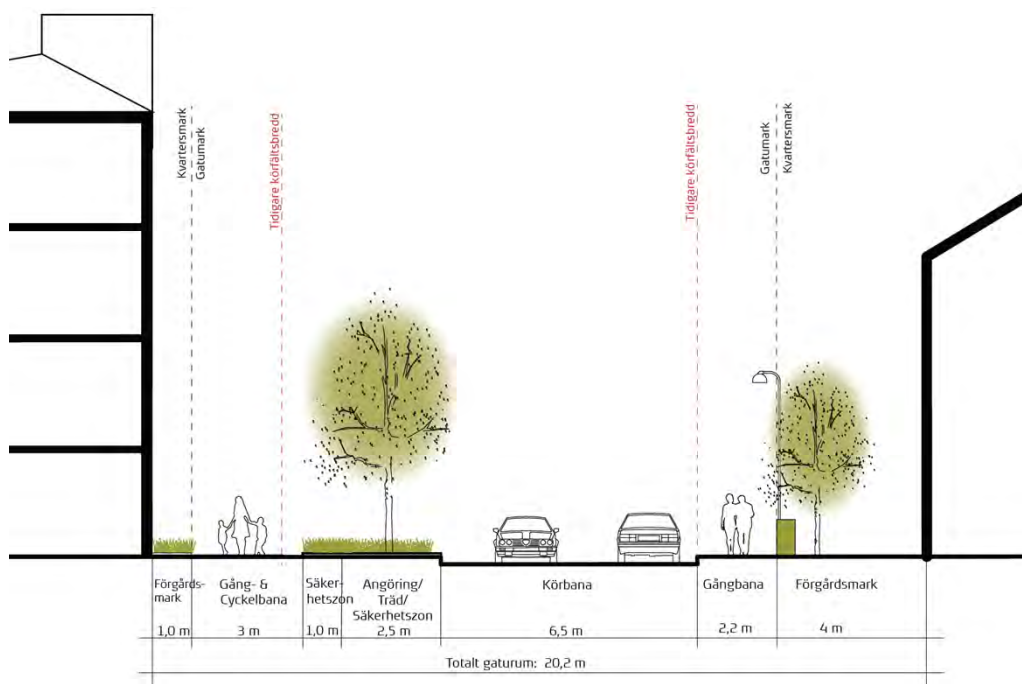 Kvartersmark
Gatumark
Tidigare körfältsbredd
Tidigare körfältsbredd
Gatumark
Kvartersmark
Förgårds-
mark
1,0 m
Gång- &
Cyckelbana
3 m
Säker-
hetszon
1,0 m
Angöring/
Träd/
Säkerhetszon
2,5 m
Körbana
6,5 m
Gångbana
2,2 m
Förgårdsmark
4 m
Totalt gaturum: 20,2 m